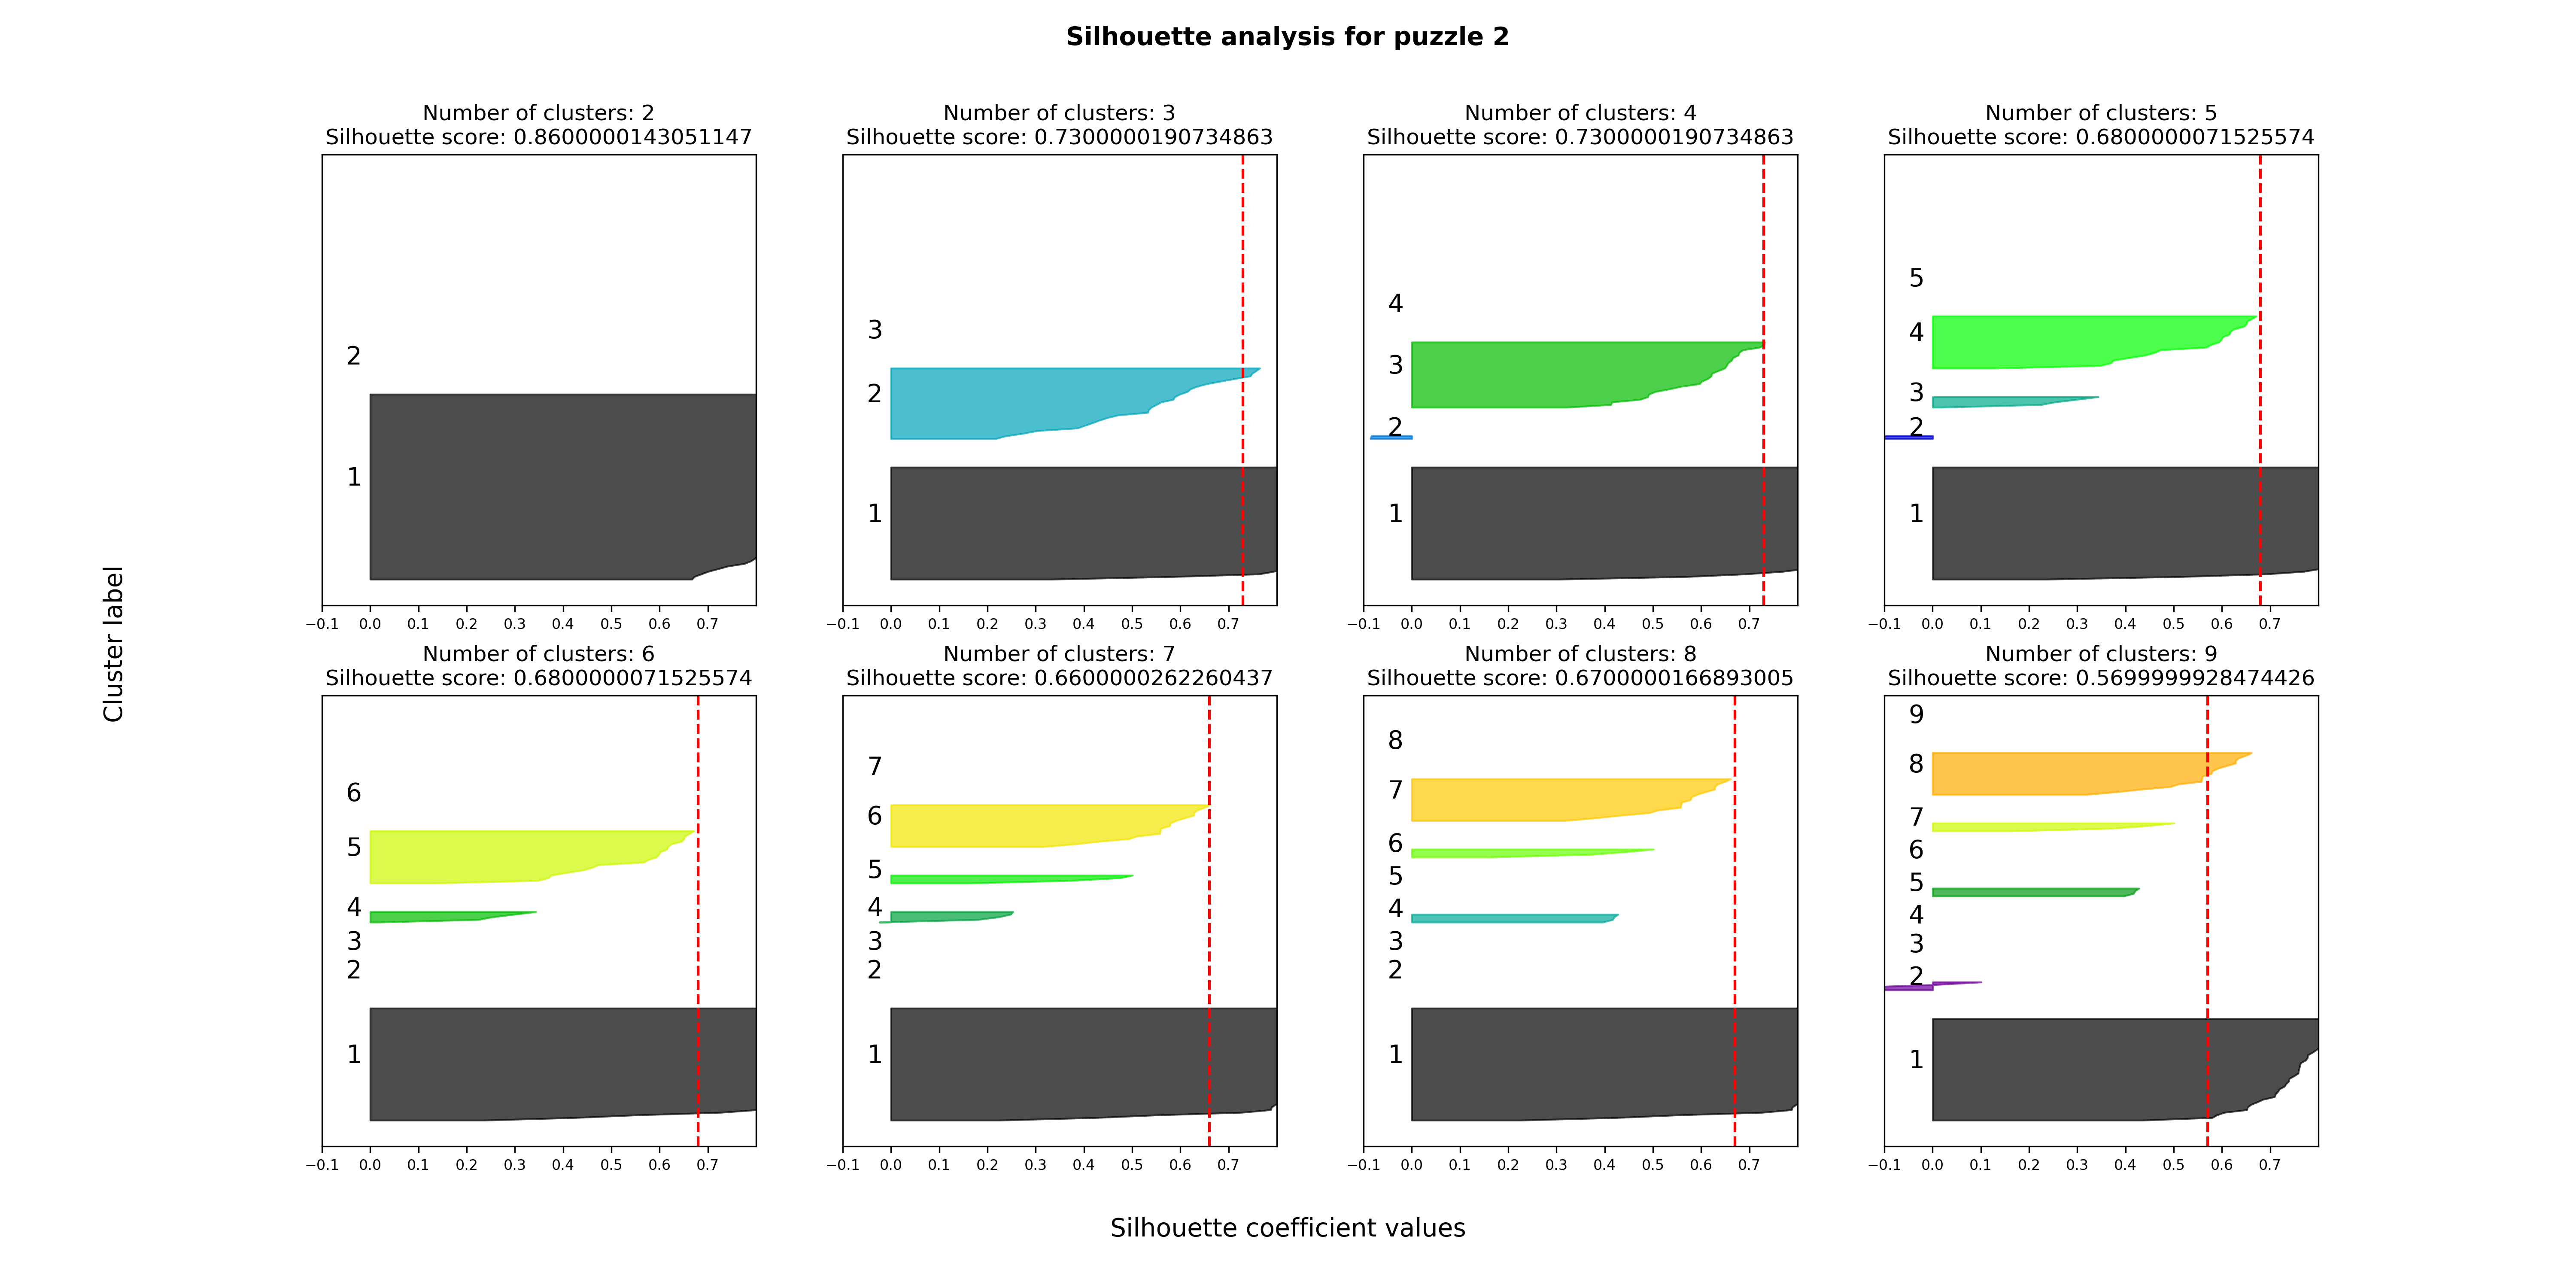 Silhouette analysis for puzzle 2
Number of clusters: 2
Silhouette score: 0.8600000143051147
2
1
−0.1 0.0 0.1 0.2 0.3 0.4 0.5 0.6 0.7
Number of clusters: 3
Silhouette score: 0.7300000190734863
3
2
1
−0.1 0.0 0.1 0.2 0.3 0.4 0.5 0.6 0.7
Number of clusters: 4
Silhouette score: 0.7300000190734863
4
3
2
1
−0.1 0.0 0.1 0.2 0.3 0.4 0.5 0.6 0.7
Number of clusters: 5
Silhouette score: 0.6800000071525574
5
4
3
2
1
−0.1 0.0 0.1 0.2 0.3 0.4 0.5 0.6 0.7
Cluster label
Number of clusters: 6
Silhouette score: 0.6800000071525574
6
5
4
3
2
1
−0.1 0.0 0.1 0.2 0.3 0.4 0.5 0.6 0.7
Number of clusters: 7
Silhouette score: 0.6600000262260437
7
6
5
4
3
2
1
−0.1 0.0 0.1 0.2 0.3 0.4 0.5 0.6 0.7
Number of clusters: 8
Silhouette score: 0.6700000166893005
8
7
6
5
4
3
2
1
−0.1 0.0 0.1 0.2 0.3 0.4 0.5 0.6 0.7
Number of clusters: 9
Silhouette score: 0.5699999928474426
9
8
7
6
5
4
3
2
1
−0.1 0.0 0.1 0.2 0.3 0.4 0.5 0.6 0.7
Silhouette coefficient values